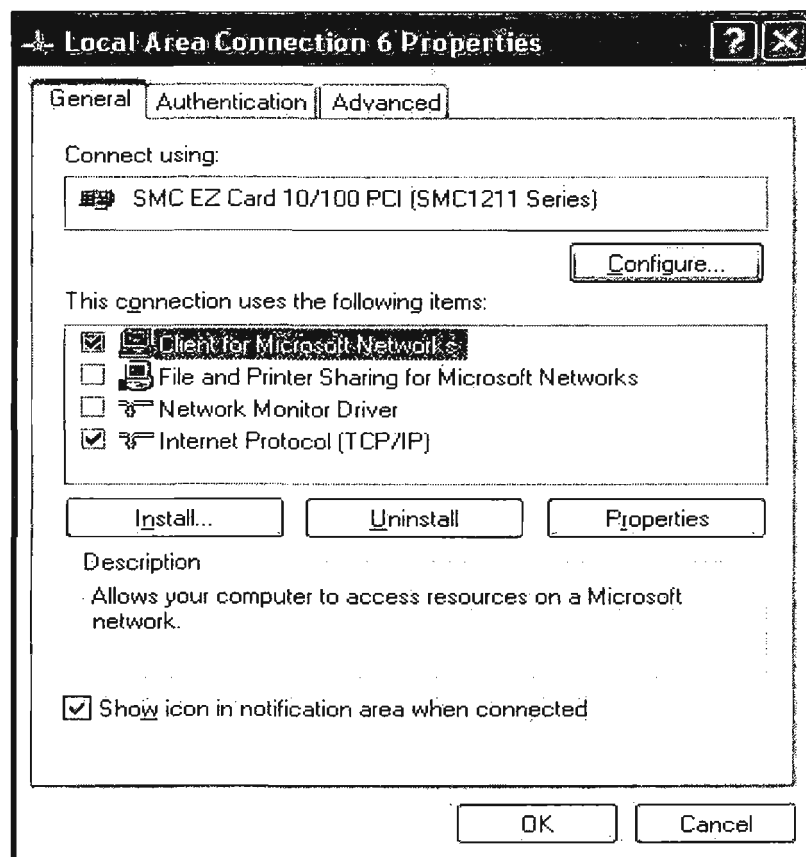 Local Area Connection 6 Properties
General Authentication Advanced
Connect using:
SMC EZ Card 10/100 PCI (SMC1211 Series)
Configure...
This connection uses the following items:
Client for Microsoft Networks
File and Printer Sharing for Microsoft Networks
Network Monitor Driver
Internet Protocol (TCP/IP)
Install... Uninstall Properties
Description
Allows your computer to access resources on a Microsoft
network.
Show icon in notification area when connected
OK Cancel